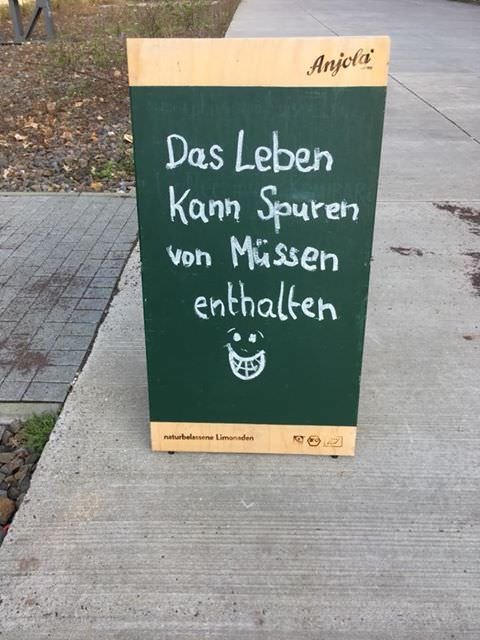 Anjola
Das Leben
Kann Spuren
von Müssen
enthalten
naturbelassene Limonaden